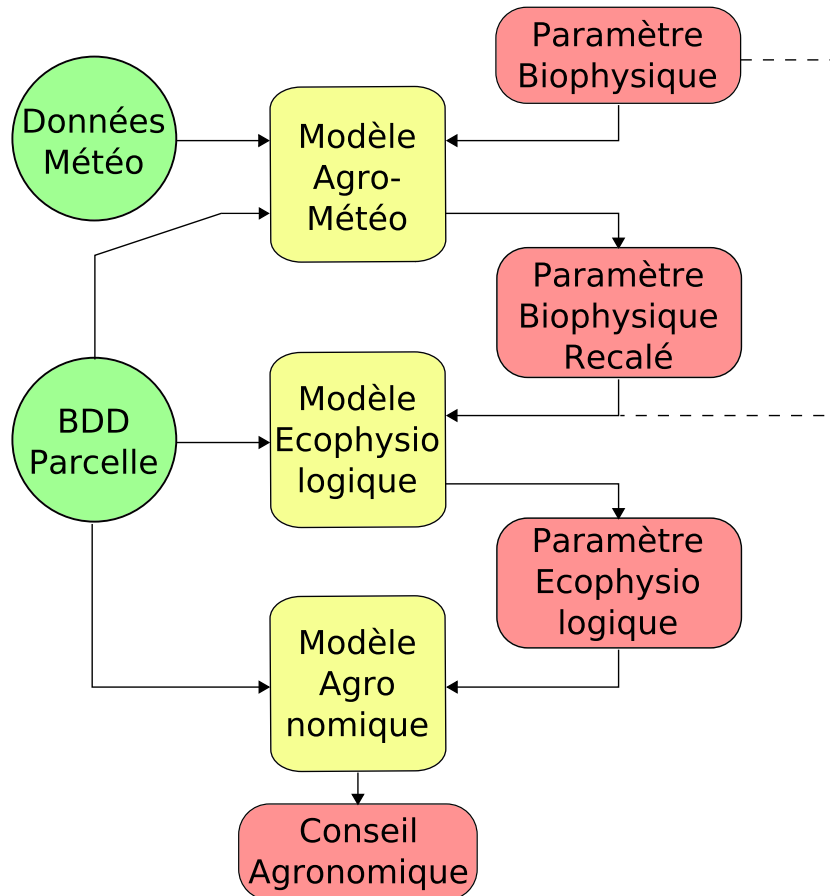 Paramètre
Biophysique
Données
Météo
Modèle
Agro-
Météo
Paramètre
Biophysique
Recalé
BDD
Parcelle
Modèle
Ecophysio
logique
Paramètre
Ecophysio
logique
Modèle
Agro
nomique
Conseil
Agronomique